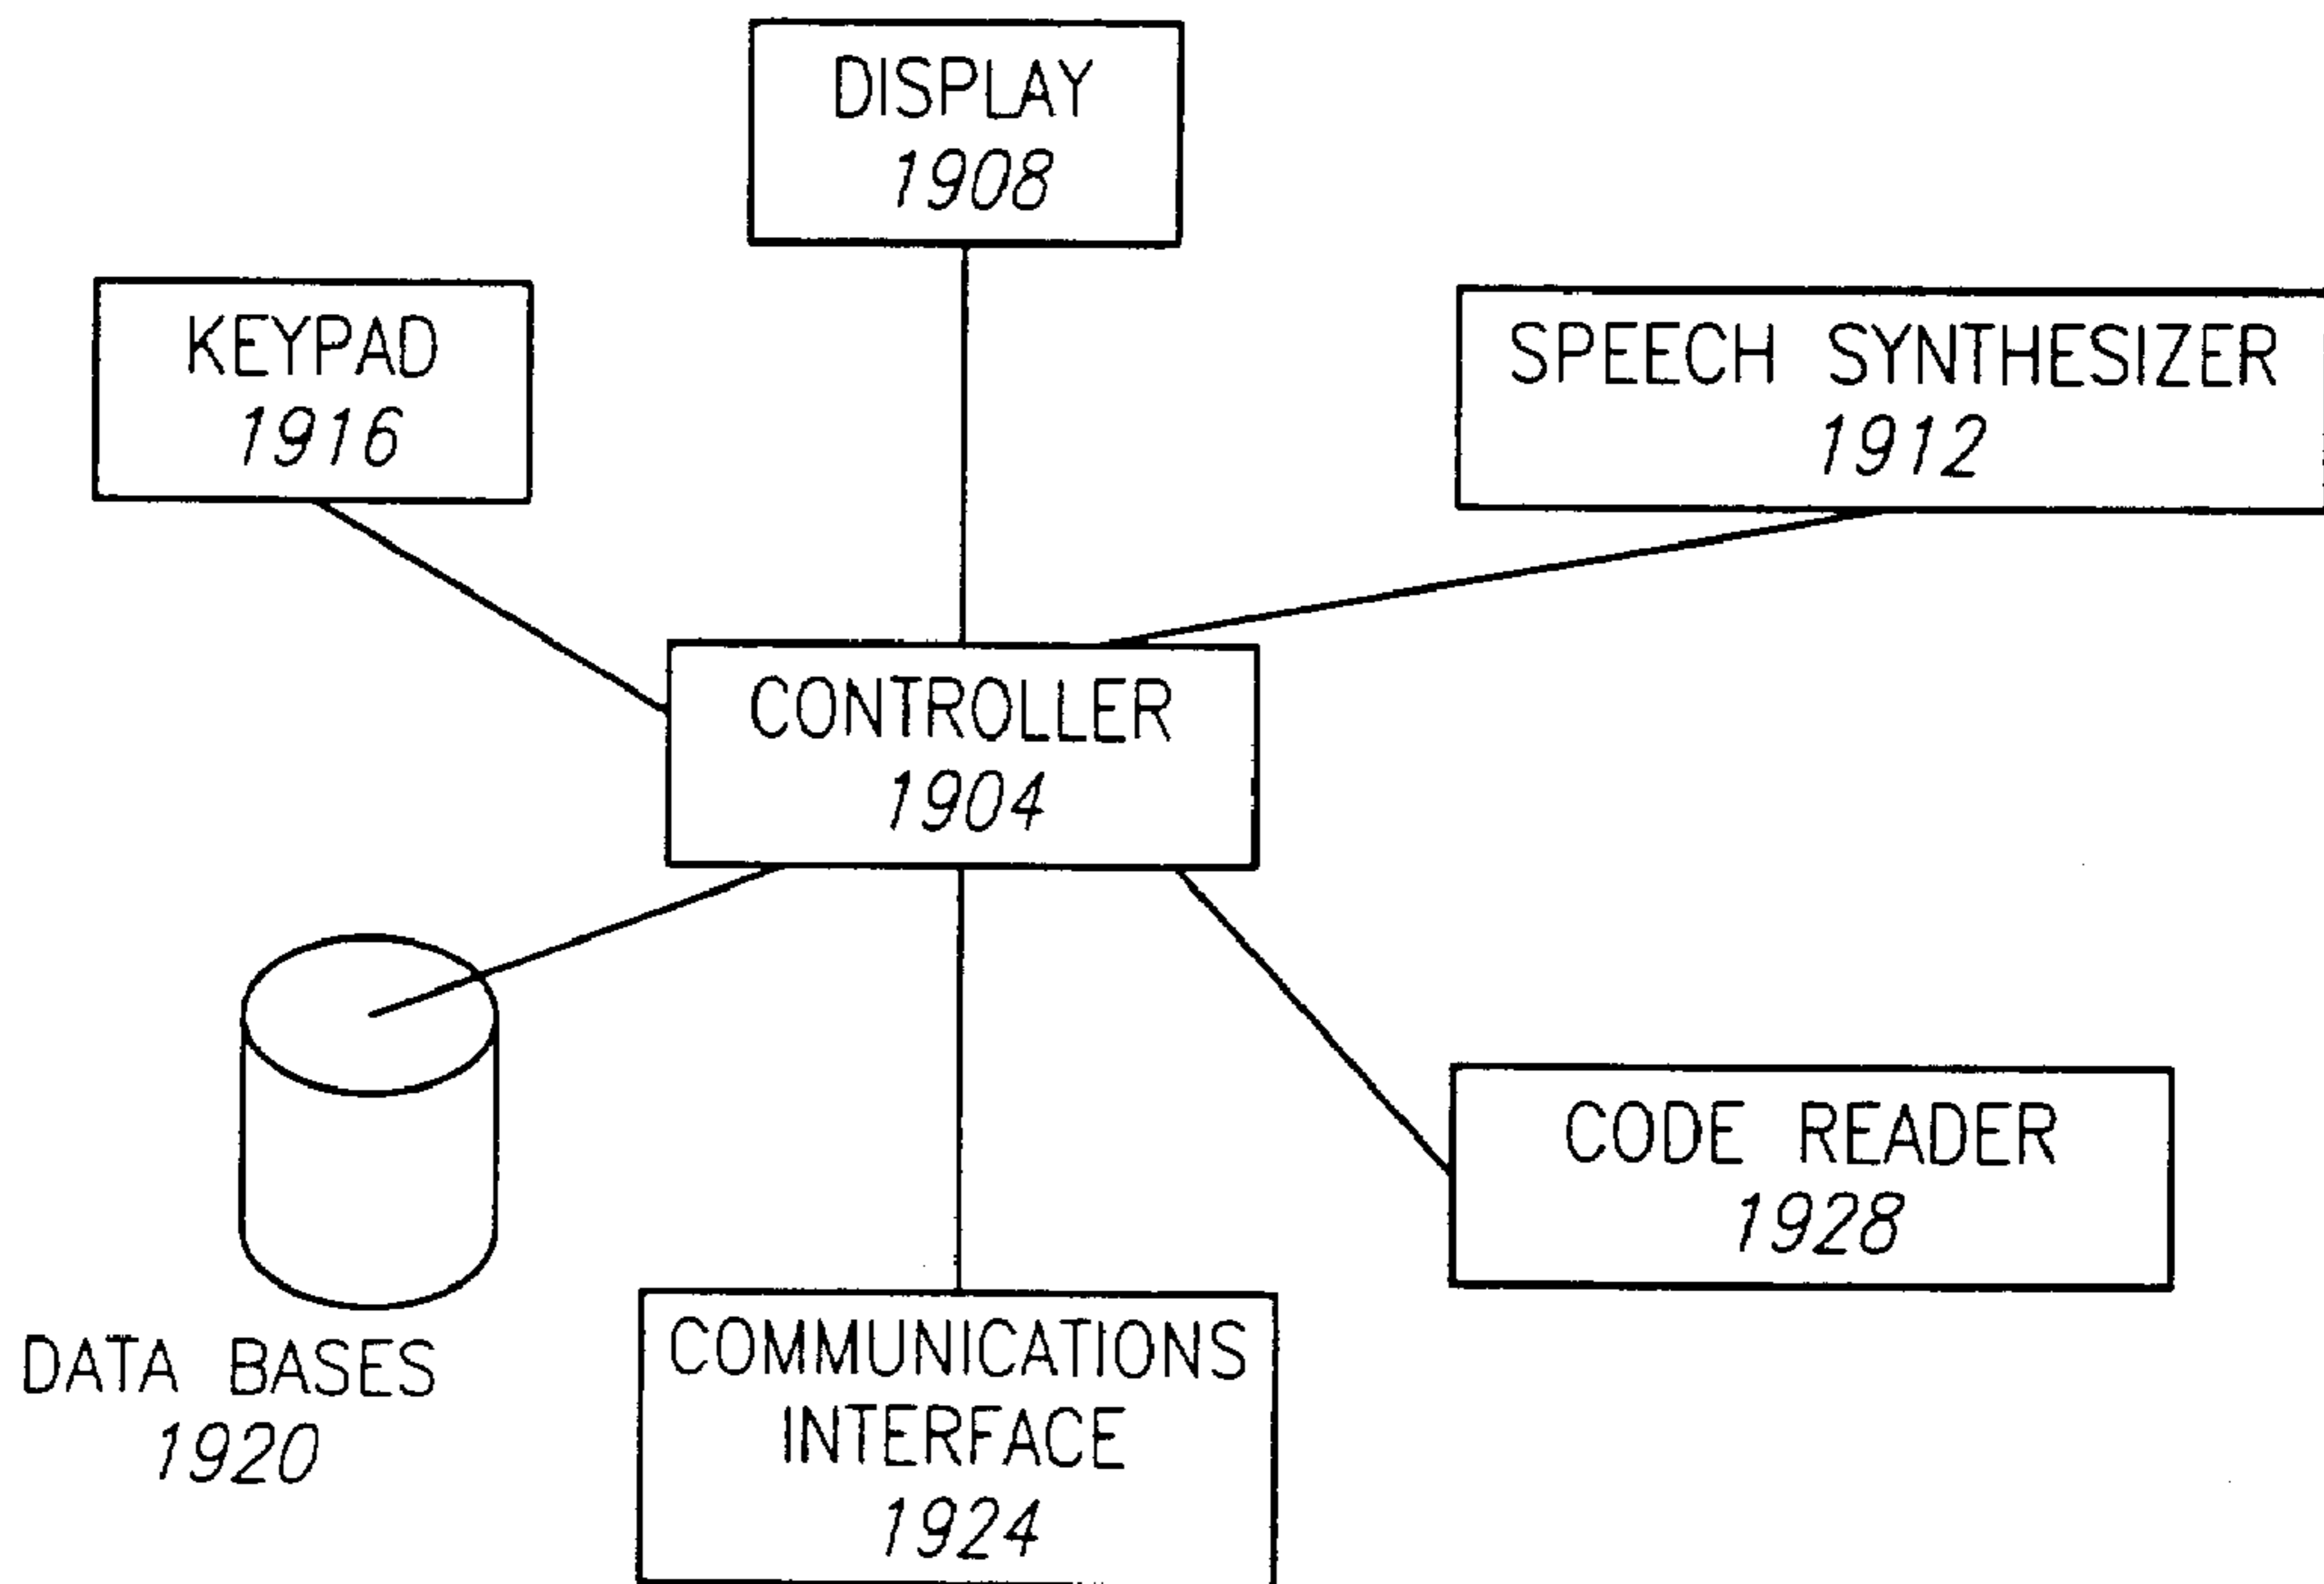 DISPLAY
1908
KEYPAD
1916
SPEECH SYNTHESIZER
1912
CONTROLLER
1904
CODE READER
1928
DATA BASES
1920
COMMUNICATIONS
INTERFACE
1924